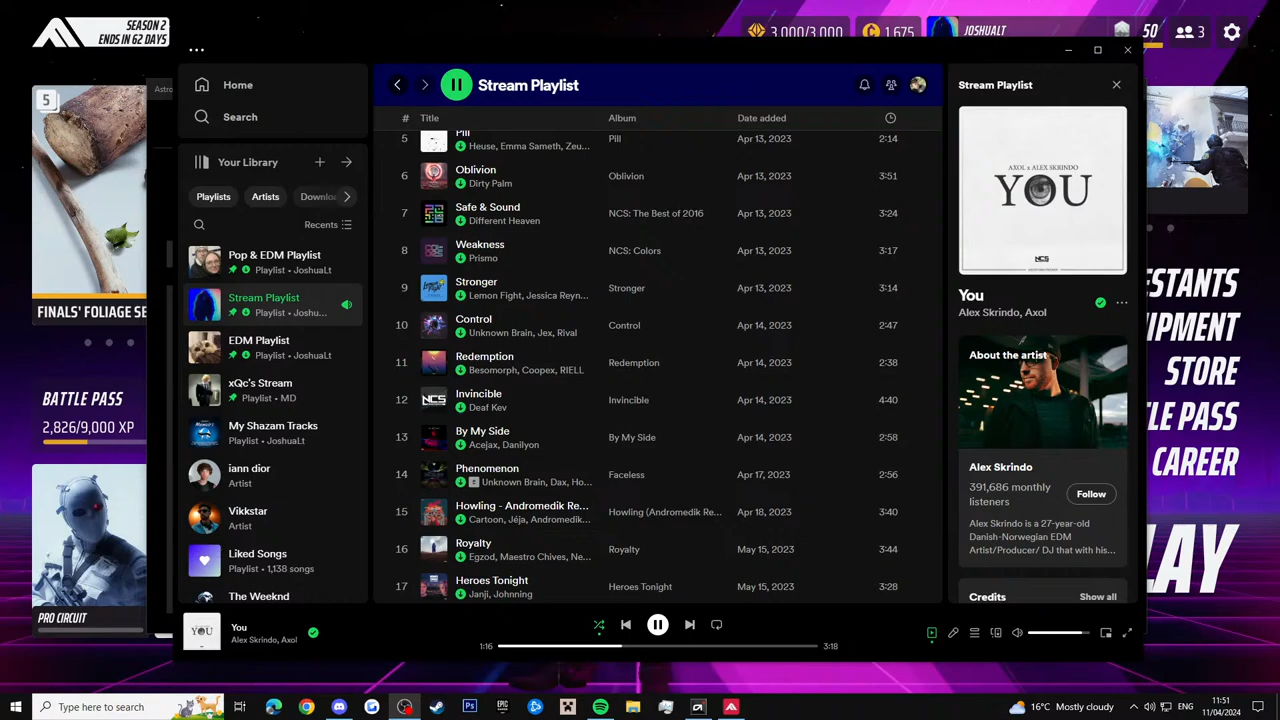 SEASON 2
ENDS IN 62 DAYS
3,000/3,000
1,675
JOSHUALT
50
3
5
Astro
FINALS' FOLIAGE SE
BATTLE PASS
2,826/9,000 XP
PRO CIRCUIT
Home
Search
Your Library
Playlists
Artists
Downloa
Recents
Pop & EDM Playlist
Playlist • JoshuaLt
Stream Playlist
Playlist • Joshu...
EDM Playlist
Playlist • JoshuaLt
xQc's Stream
Playlist • MD
My Shazam Tracks
Playlist • JoshuaLt
iann dior
Artist
Vikkstar
Artist
Liked Songs
Playlist • 1,138 songs
The Weeknd
Stream Playlist
# Title Album Date added
5 Pill Pill Apr 13, 2023 2:14
Heuse, Emma Sameth, Zeu...
6 Oblivion Oblivion Apr 13, 2023 3:51
Dirty Palm
7 Safe & Sound NCS: The Best of 2016 Apr 13, 2023 3:24
Different Heaven
8 Weakness NCS: Colors Apr 13, 2023 3:17
Prismo
9 Stronger Stronger Apr 13, 2023 3:14
Lemon Fight, Jessica Reyn...
10 Control Control Apr 13, 2023 2:47
Unknown Brain, Jex, Rival
11 Redemption Redemption Apr 14, 2023 2:38
Besomorph, Coopex, RIELL
12 Invincible Invincible Apr 14, 2023 4:40
Deaf Kev
13 By My Side By My Side Apr 14, 2023 2:58
Acejax, Danilyon
14 Phenomenon Faceless Apr 17, 2023 2:56
E Unknown Brain, Dax, Ho...
15 Howling - Andromedik Re... Howling (Andromedik Re... Apr 18, 2023 3:40
Cartoon, Jéja, Andromedik...
16 Royalty Royalty May 15, 2023 3:44
Egzod, Maestro Chives, Ne...
17 Heroes Tonight Heroes Tonight May 15, 2023 3:28
Janji, Johnning
Stream Playlist
AXOL x ALEX SKRINDO
YOU
NCS
You
Alex Skrindo, Axol
About the artist
Alex Skrindo
391,686 monthly
listeners
Follow
Alex Skrindo is a 27-year-old
Danish-Norwegian EDM
Artist/Producer/ DJ that with his...
Credits Show all
ESTANTS
IPMENT
STORE
LE PASS
CAREER
LAY
YOU
You
Alex Skrindo, Axol
1:16
3:18
Type here to search
16°C Mostly cloudy
11:51
11/04/2024